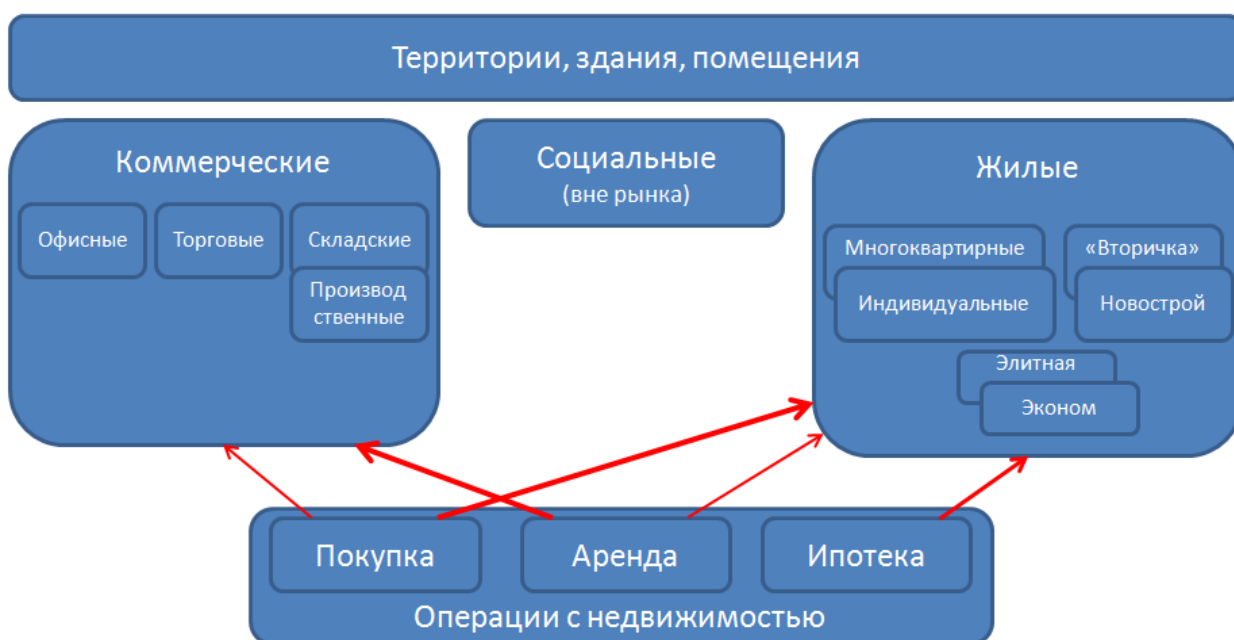 Территории, здания, помещения
Коммерческие
Офисные
Торговые
Складские
Производ
ственные
Социальные
(вне рынка)
Жилые
Многоквартирные
Индивидуальные
«Вторичка»
Новострой
Элитная
Эконом
Покупка
Аренда
Ипотека
Операции с недвижимостью